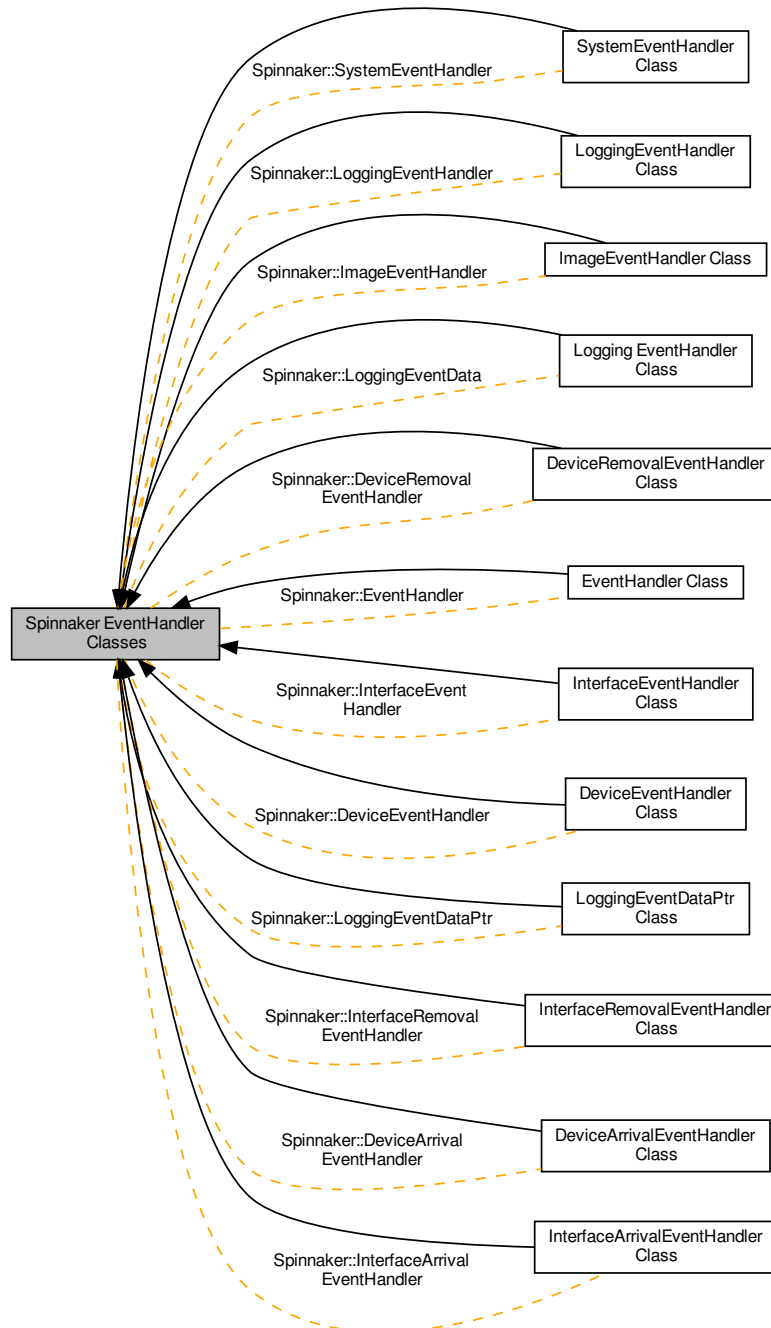 SystemEventHandler
Class
Spinnaker::SystemEventHandler
LoggingEventHandler
Class
Spinnaker::LoggingEventHandler
ImageEventHandler Class
Spinnaker::ImageEventHandler
Logging EventHandler
Class
Spinnaker::LoggingEventData
DeviceRemovalEventHandler
Class
Spinnaker::DeviceRemoval
EventHandler
EventHandler Class
Spinnaker::EventHandler
Spinnaker EventHandler
Classes
InterfaceEventHandler
Class
Spinnaker::InterfaceEvent
Handler
DeviceEventHandler
Class
Spinnaker::DeviceEventHandler
LoggingEventDataPtr
Class
Spinnaker::LoggingEventDataPtr
InterfaceRemovalEventHandler
Class
Spinnaker::InterfaceRemoval
EventHandler
DeviceArrivalEventHandler
Class
Spinnaker::DeviceArrival
EventHandler
InterfaceArrivalEventHandler
Class
Spinnaker::InterfaceArrival
EventHandler